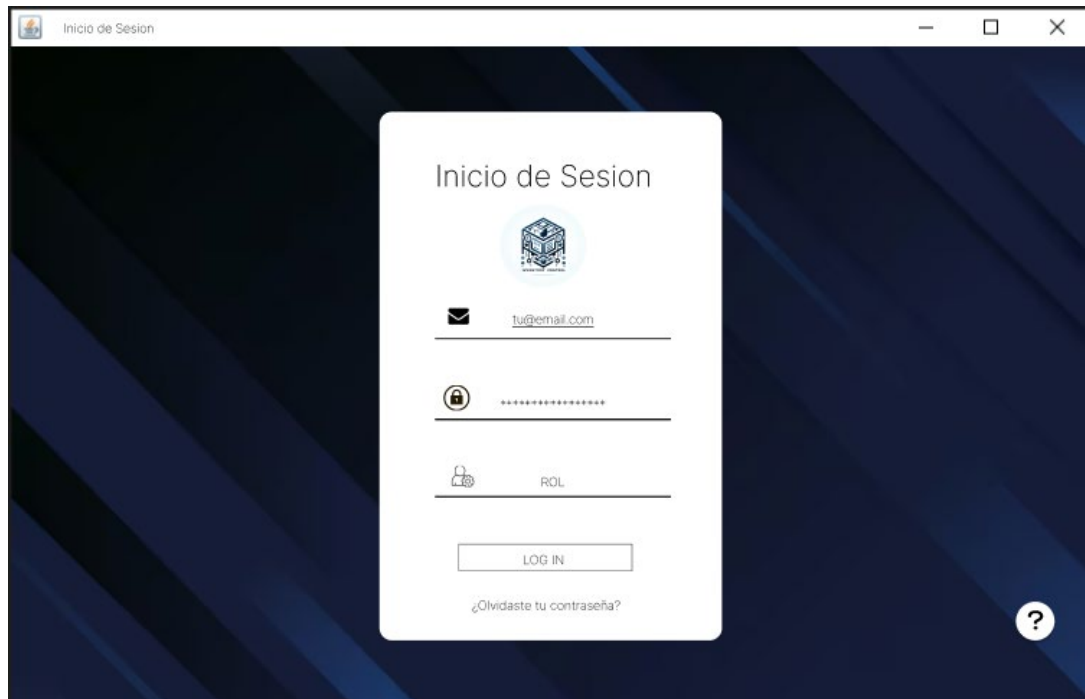 Inicio de Sesion
Inicio de Sesion
tu@email.com
*****************
ROL
LOG IN
¿Olvidaste tu contraseña?
?